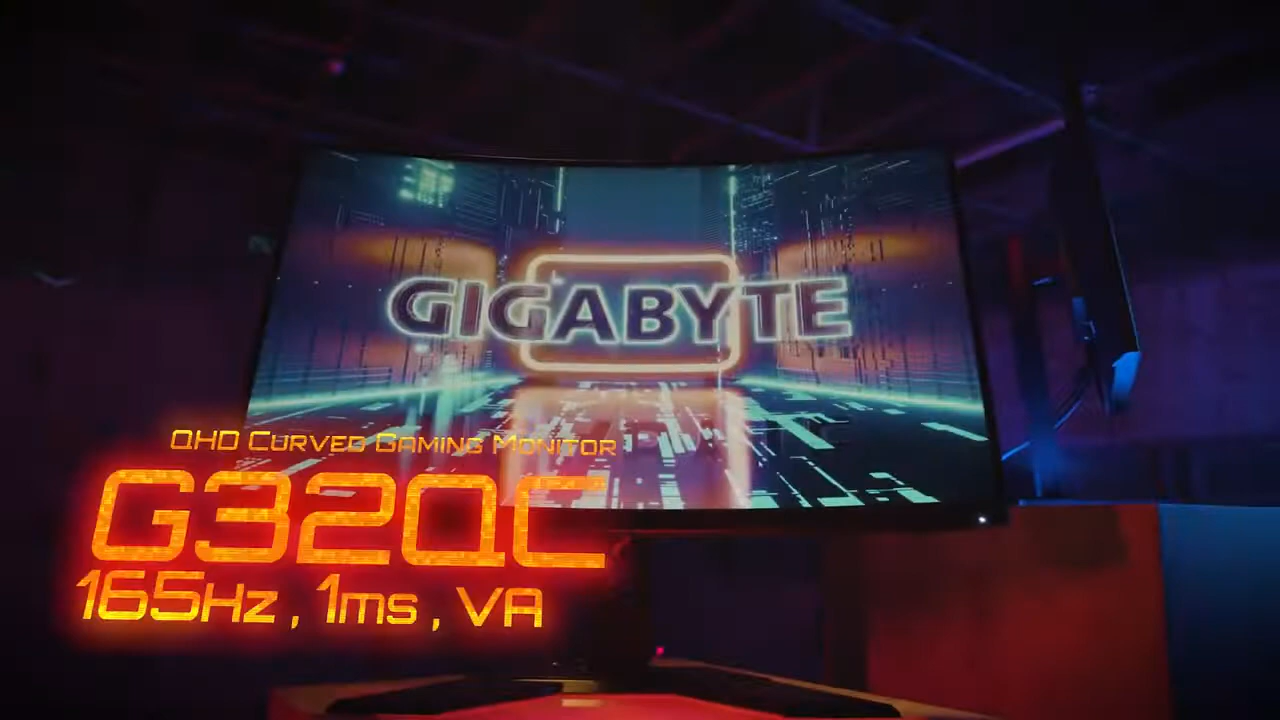 GIGABYTE
QHD Curved Gaming Monitor
G32QC
165Hz , 1ms , VA